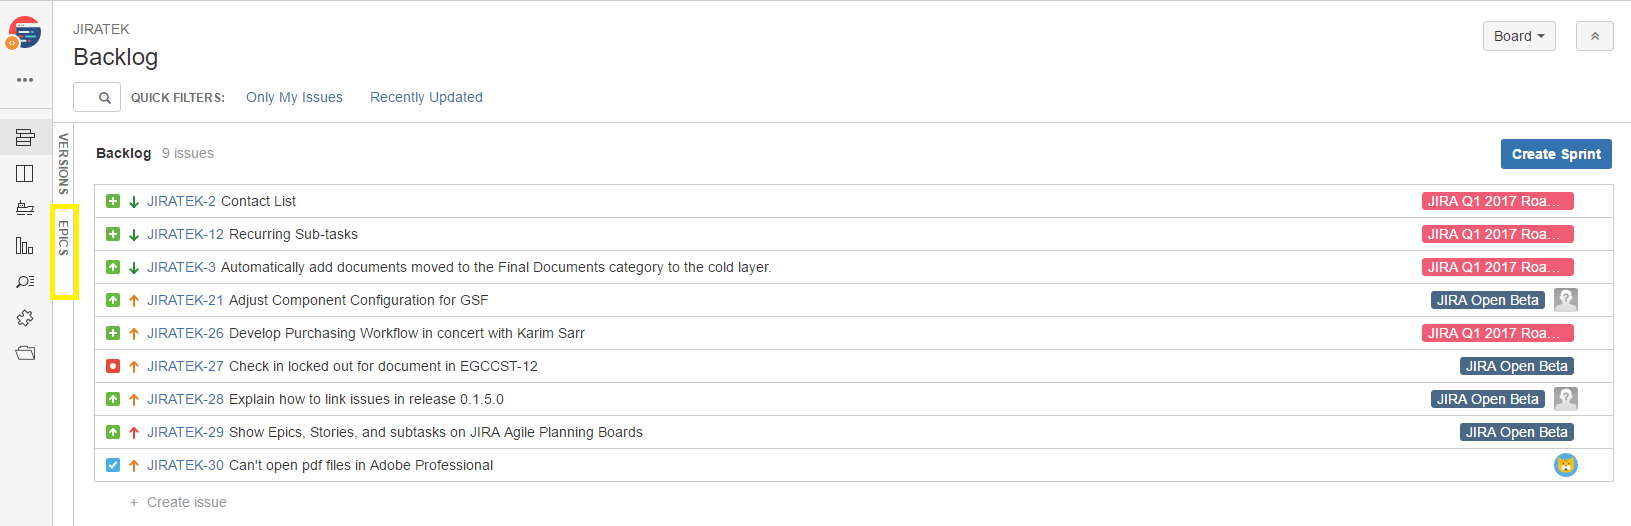 JIRATEK
Backlog
Board
QUICK FILTERS: Only My Issues Recently Updated
VERSIONS
EPICS
Backlog 9 issues
Create Sprint
JIRATEK-2 Contact List JIRA Q1 2017 Roa...
JIRATEK-12 Recurring Sub-tasks JIRA Q1 2017 Roa...
JIRATEK-3 Automatically add documents moved to the Final Documents category to the cold layer. JIRA Q1 2017 Roa...
JIRATEK-21 Adjust Component Configuration for GSF JIRA Open Beta
JIRATEK-26 Develop Purchasing Workflow in concert with Karim Sarr JIRA Q1 2017 Roa...
JIRATEK-27 Check in locked out for document in EGCCST-12 JIRA Open Beta
JIRATEK-28 Explain how to link issues in release 0.1.5.0 JIRA Open Beta
JIRATEK-29 Show Epics, Stories, and subtasks on JIRA Agile Planning Boards JIRA Open Beta
JIRATEK-30 Can't open pdf files in Adobe Professional
+ Create issue